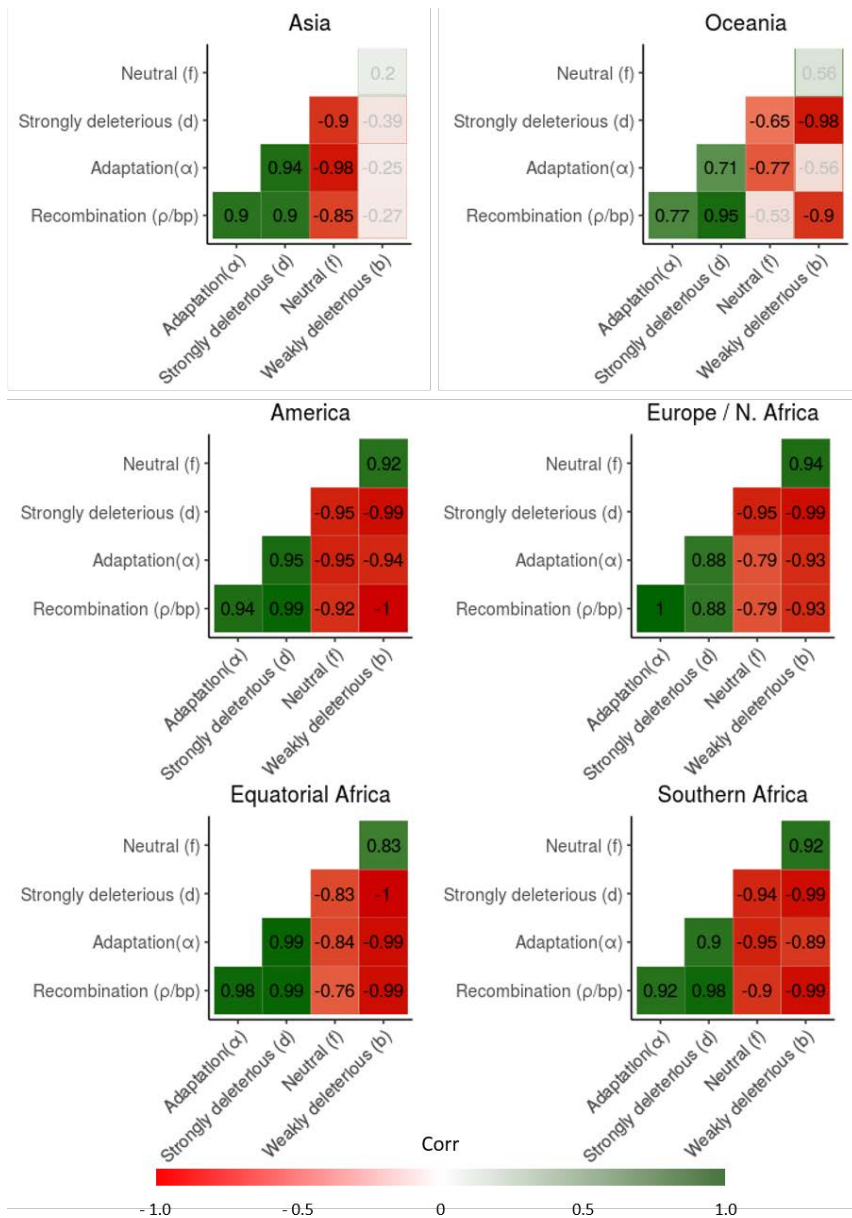 Asia
Neutral (f)
0.2
Strongly deleterious (d)
-0.9 -0.39
Adaptation(α)
0.94 -0.98 -0.25
Recombination (ρ/bp)
0.9 0.9 -0.85 -0.27
Adaptation(α)
Strongly deleterious (d)
Neutral (f)
Weakly deleterious (b)
Oceania
Neutral (f)
0.56
Strongly deleterious (d)
-0.65 -0.98
Adaptation(α)
0.71 -0.77 -0.56
Recombination (ρ/bp)
0.77 0.95 -0.53 -0.9
Adaptation(α)
Strongly deleterious (d)
Neutral (f)
Weakly deleterious (b)
America
Neutral (f)
0.92
Strongly deleterious (d)
-0.95 -0.99
Adaptation(α)
0.95 -0.95 -0.94
Recombination (ρ/bp)
0.94 0.99 -0.92 -1
Adaptation(α)
Strongly deleterious (d)
Neutral (f)
Weakly deleterious (b)
Europe / N. Africa
Neutral (f)
0.94
Strongly deleterious (d)
-0.95 -0.99
Adaptation(α)
0.88 -0.79 -0.93
Recombination (ρ/bp)
1 0.88 -0.79 -0.93
Adaptation(α)
Strongly deleterious (d)
Neutral (f)
Weakly deleterious (b)
Equatorial Africa
Neutral (f)
0.83
Strongly deleterious (d)
-0.83 -1
Adaptation(α)
0.99 -0.84 -0.99
Recombination (ρ/bp)
0.98 0.99 -0.76 -0.99
Adaptation(α)
Strongly deleterious (d)
Neutral (f)
Weakly deleterious (b)
Southern Africa
Neutral (f)
0.92
Strongly deleterious (d)
-0.94 -0.99
Adaptation(α)
0.9 -0.95 -0.89
Recombination (ρ/bp)
0.92 0.98 -0.9 -0.99
Adaptation(α)
Strongly deleterious (d)
Neutral (f)
Weakly deleterious (b)
Corr
- 1.0 - 0.5 0 0.5 1.0